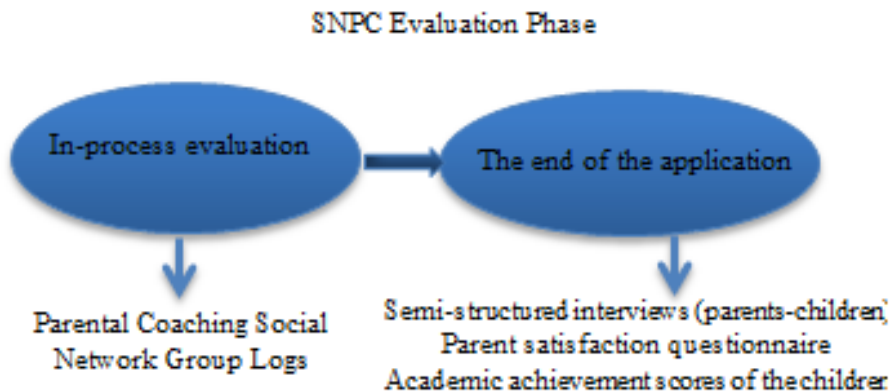 SNPC Evaluation Phase
In-process evaluation
The end of the application
Parental Coaching Social
Network Group Logs
Semi-structured interviews (parents-children)
Parent satisfaction questionnaire
Academic achievement scores of the children